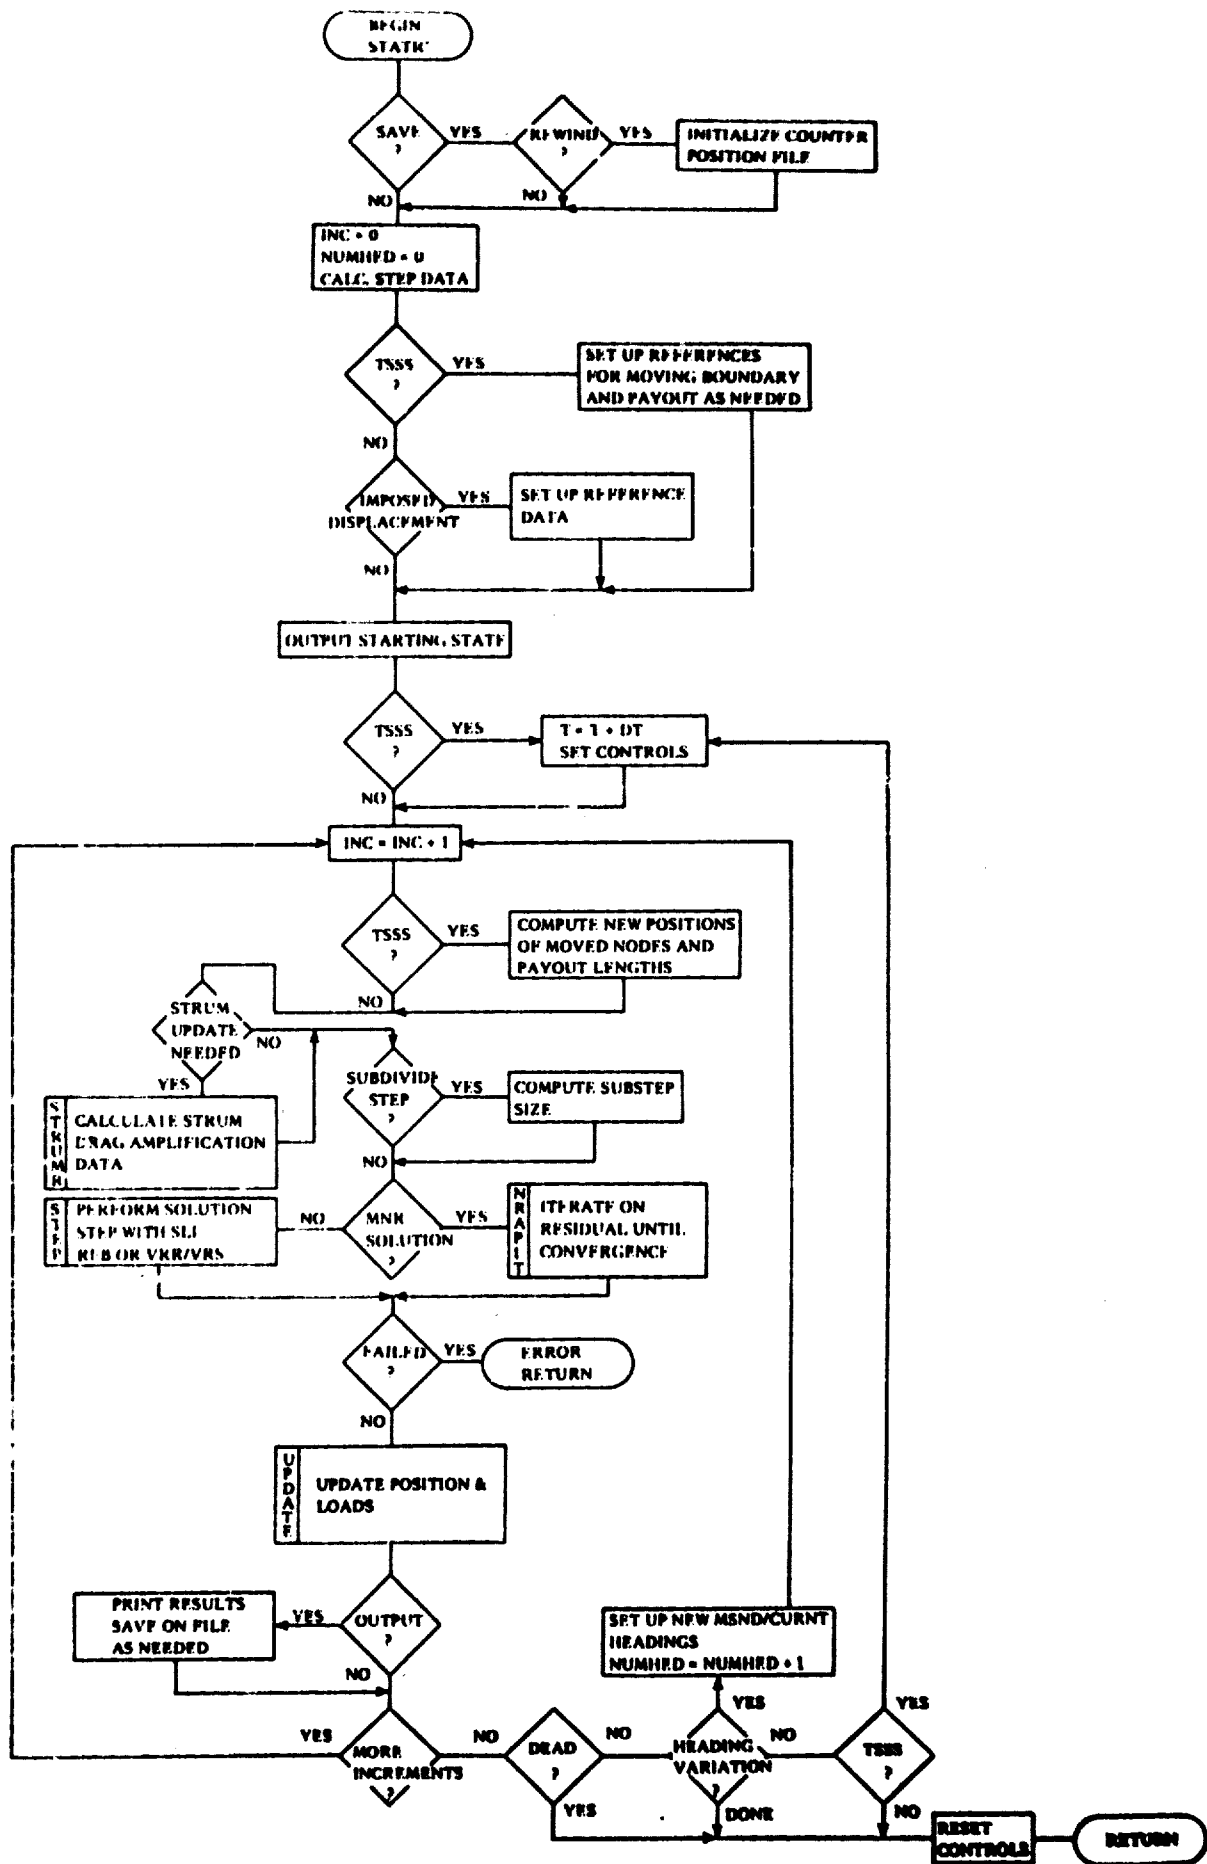 BEGIN
STATIC
SAVE
?
YES
REWIND
?
YES
INITIALIZE COUNTER
POSITION FILE
NO
NO
INC = 0
NUMHED = 0
CALC. STEP DATA
TSSS
?
YES
SET UP REFERENCES
FOR MOVING BOUNDARY
AND PAYOUT AS NEEDED
NO
IMPOSED
DISPLACEMENT
YES
SET UP REFERENCE
DATA
NO
OUTPUT STARTING STATE
TSSS
?
YES
T = T + DT
SET CONTROLS
NO
INC = INC + 1
TSSS
?
YES
COMPUTE NEW POSITIONS
OF MOVED NODES AND
PAYOUT LENGTHS
NO
STRUM
UPDATE
NEEDED
NO
YES
SUBDIVIDE
STEP
?
YES
COMPUTE SUBSTEP
SIZE
NO
STRUMR
CALCULATE STRUM
DRAG AMPLIFICATION
DATA
STEP
PERFORM SOLUTION
STEP WITH SLI
RLB OR VRR/VRS
NO
MNR
SOLUTION
?
YES
NRAPIT
ITERATE ON
RESIDUAL UNTIL
CONVERGENCE
FAILED
?
YES
ERROR
RETURN
NO
UPDATE
UPDATE POSITION &
LOADS
PRINT RESULTS
SAVE ON FILE
AS NEEDED
YES
OUTPUT
?
NO
SET UP NEW MSND/CURNT
HEADINGS
NUMHED = NUMHED + 1
YES
YES
YES
MORE
INCREMENTS
?
NO
DEAD
?
NO
HEADING
VARIATION
?
NO
TSSS
?
YES
DONE
NO
RESET
CONTROLS
RETURN